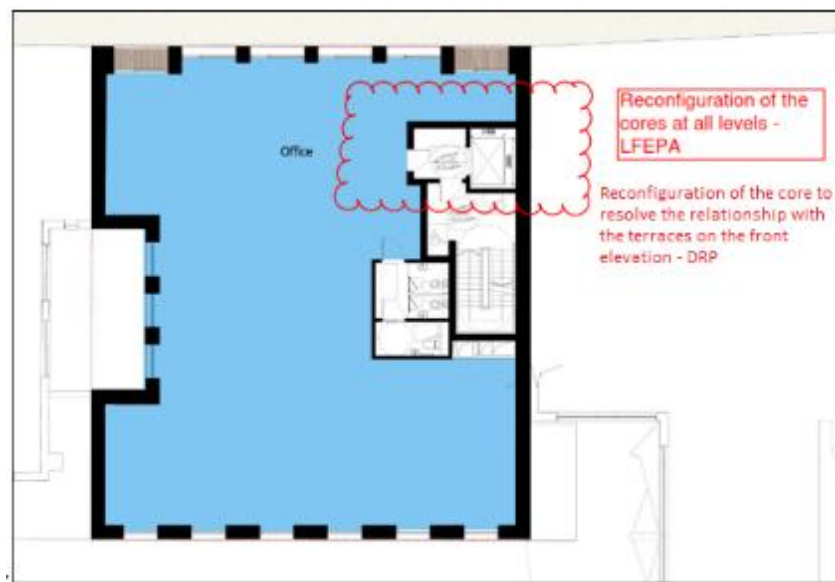 Office
Reconfiguration of the
cores at all levels -
LFEPA
Reconfiguration of the core to
resolve the relationship with
the terraces on the front
elevation - DRP